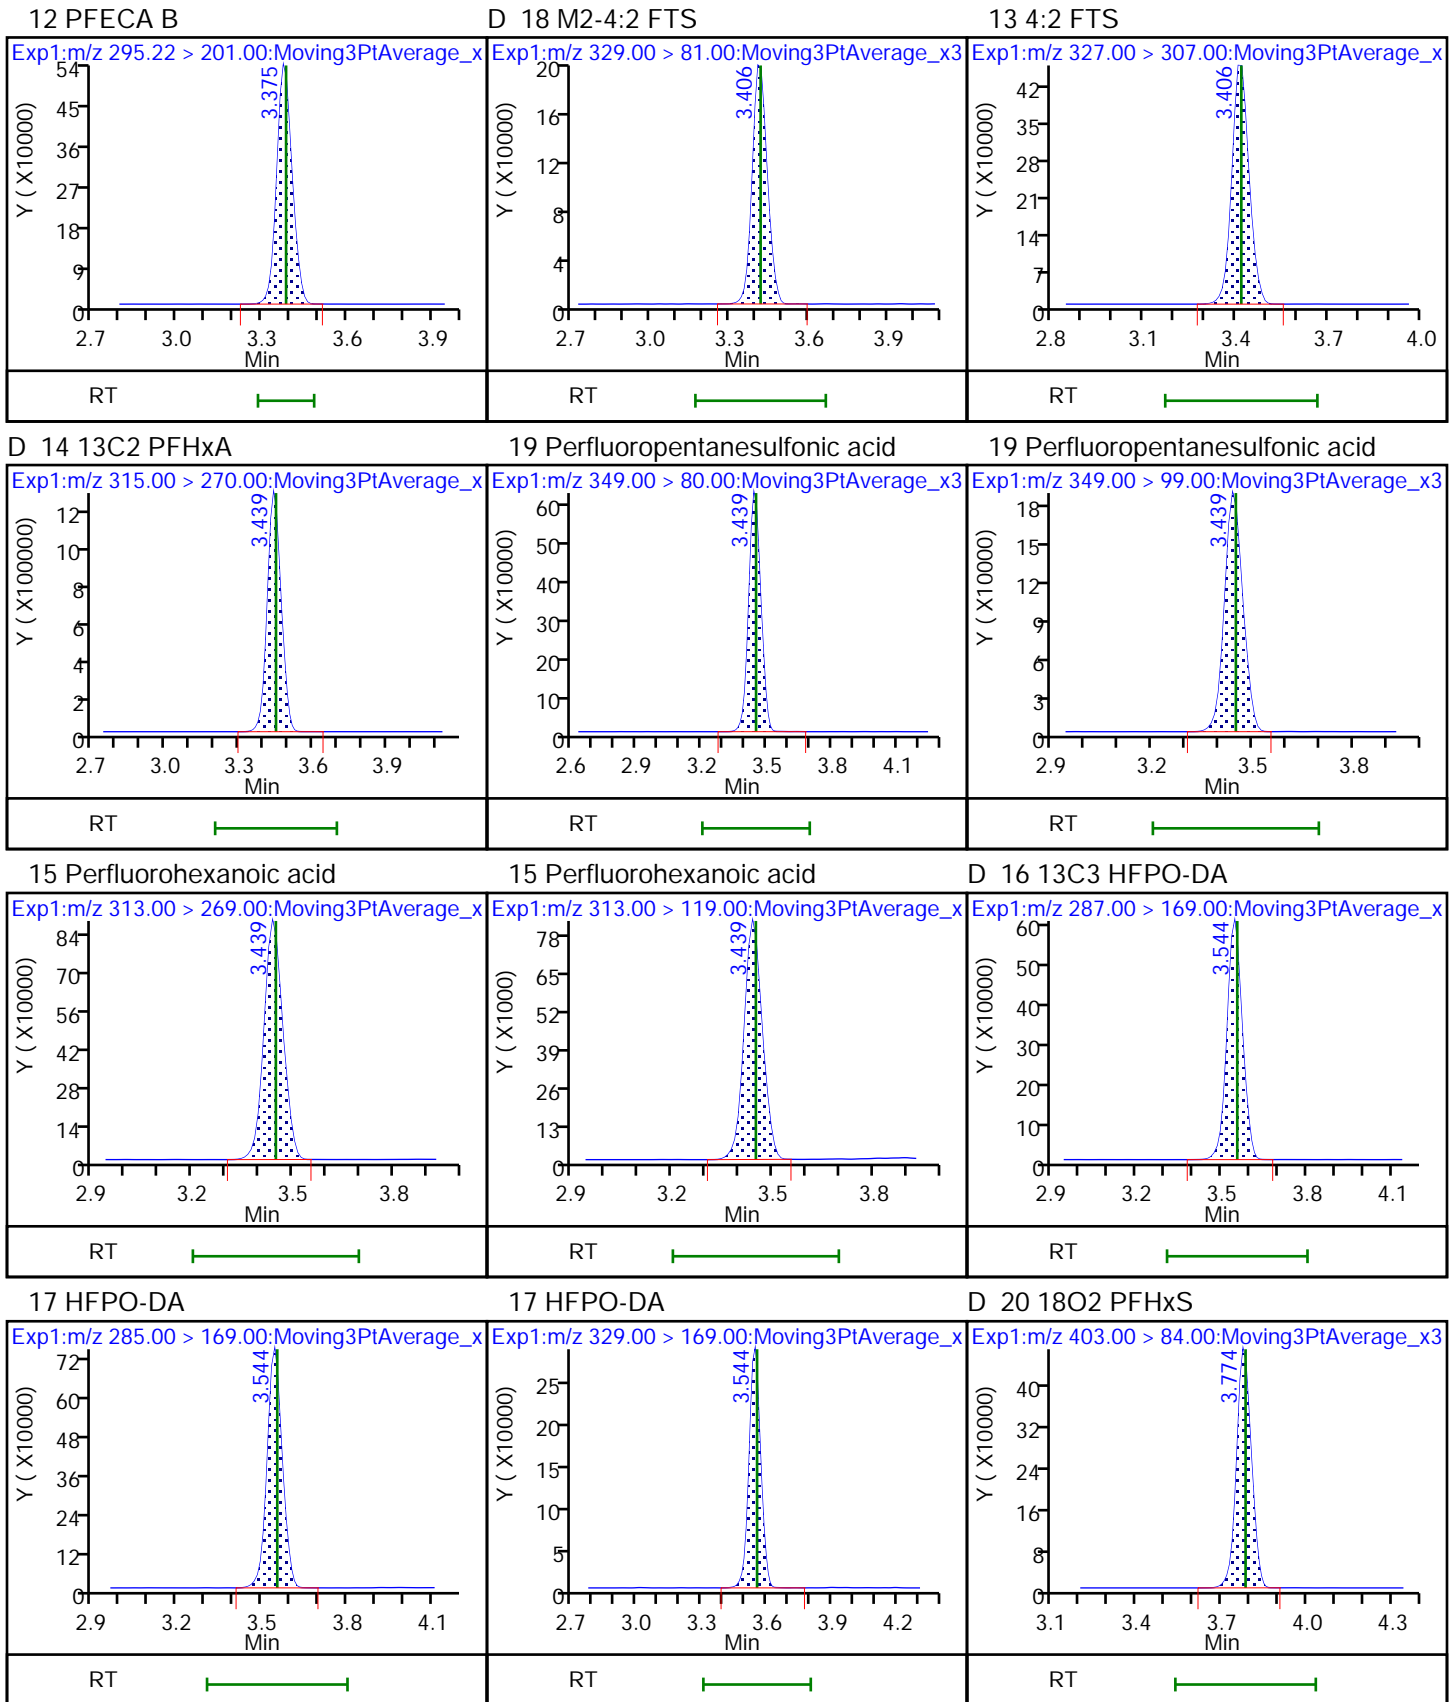 12 PFECA B
Exp1:m/z 295.22 > 201.00:Moving3PtAverage_x
Y ( X10000)
54
45
36
27
18
9
0
3.375
2.7 3.0 3.3 3.6 3.9
Min
RT
D 18 M2-4:2 FTS
Exp1:m/z 329.00 > 81.00:Moving3PtAverage_x3
Y ( X10000)
20
16
12
8
4
0
3.406
2.7 3.0 3.3 3.6 3.9
Min
RT
13 4:2 FTS
Exp1:m/z 327.00 > 307.00:Moving3PtAverage_x
Y ( X10000)
42
35
28
21
14
7
0
3.406
2.8 3.1 3.4 3.7 4.0
Min
RT
D 14 13C2 PFHxA
Exp1:m/z 315.00 > 270.00:Moving3PtAverage_x
Y ( X100000)
12
10
8
6
4
2
0
3.439
2.7 3.0 3.3 3.6 3.9
Min
RT
19 Perfluoropentanesulfonic acid
Exp1:m/z 349.00 > 80.00:Moving3PtAverage_x3
Y ( X10000)
60
50
40
30
20
10
0
3.439
2.6 2.9 3.2 3.5 3.8 4.1
Min
RT
19 Perfluoropentanesulfonic acid
Exp1:m/z 349.00 > 99.00:Moving3PtAverage_x3
Y ( X10000)
18
15
12
9
6
3
0
3.439
2.9 3.2 3.5 3.8
Min
RT
15 Perfluorohexanoic acid
Exp1:m/z 313.00 > 269.00:Moving3PtAverage_x
Y ( X10000)
84
70
56
42
28
14
0
3.439
2.9 3.2 3.5 3.8
Min
RT
15 Perfluorohexanoic acid
Exp1:m/z 313.00 > 119.00:Moving3PtAverage_x
Y ( X1000)
78
65
52
39
26
13
0
3.439
2.9 3.2 3.5 3.8
Min
RT
D 16 13C3 HFPO-DA
Exp1:m/z 287.00 > 169.00:Moving3PtAverage_x
Y ( X10000)
60
50
40
30
20
10
0
3.544
2.9 3.2 3.5 3.8 4.1
Min
RT
17 HFPO-DA
Exp1:m/z 285.00 > 169.00:Moving3PtAverage_x
Y ( X10000)
72
60
48
36
24
12
0
3.544
2.9 3.2 3.5 3.8 4.1
Min
RT
17 HFPO-DA
Exp1:m/z 329.00 > 169.00:Moving3PtAverage_x
Y ( X10000)
25
20
15
10
5
0
3.544
2.7 3.0 3.3 3.6 3.9 4.2
Min
RT
D 20 18O2 PFHxS
Exp1:m/z 403.00 > 84.00:Moving3PtAverage_x3
Y ( X10000)
40
32
24
16
8
0
3.774
3.1 3.4 3.7 4.0 4.3
Min
RT